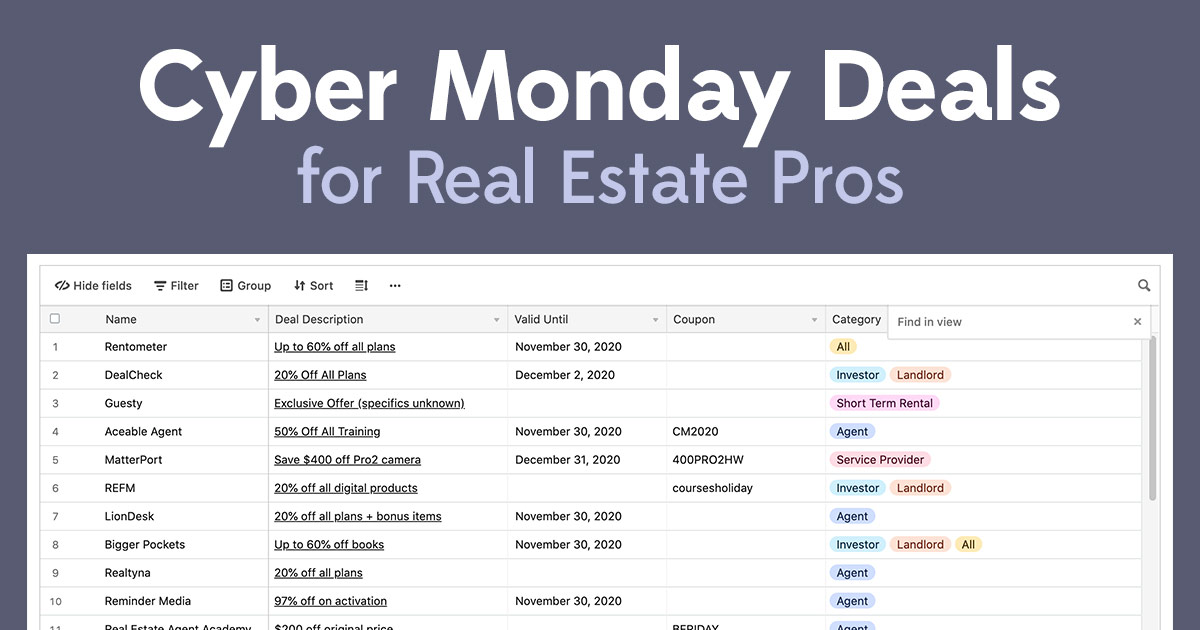 Cyber Monday Deals
for Real Estate Pros
Hide fields Filter Group Sort
Name Deal Description Valid Until Coupon Category Find in view
1 Rentometer Up to 60% off all plans November 30, 2020 All
2 DealCheck 20% Off All Plans December 2, 2020 Investor Landlord
3 Guesty Exclusive Offer (specifics unknown) Short Term Rental
4 Aceable Agent 50% Off All Training November 30, 2020 CM2020 Agent
5 MatterPort Save $400 off Pro2 camera December 31, 2020 400PRO2HW Service Provider
6 REFM 20% off all digital products coursesholiday Investor Landlord
7 LionDesk 20% off all plans + bonus items November 30, 2020 Agent
8 Bigger Pockets Up to 60% off books November 30, 2020 Investor Landlord All
9 Realtyna 20% off all plans Agent
10 Reminder Media 97% off on activation November 30, 2020 Agent
11 Real Estate Agent Academy $200 off original price Agent